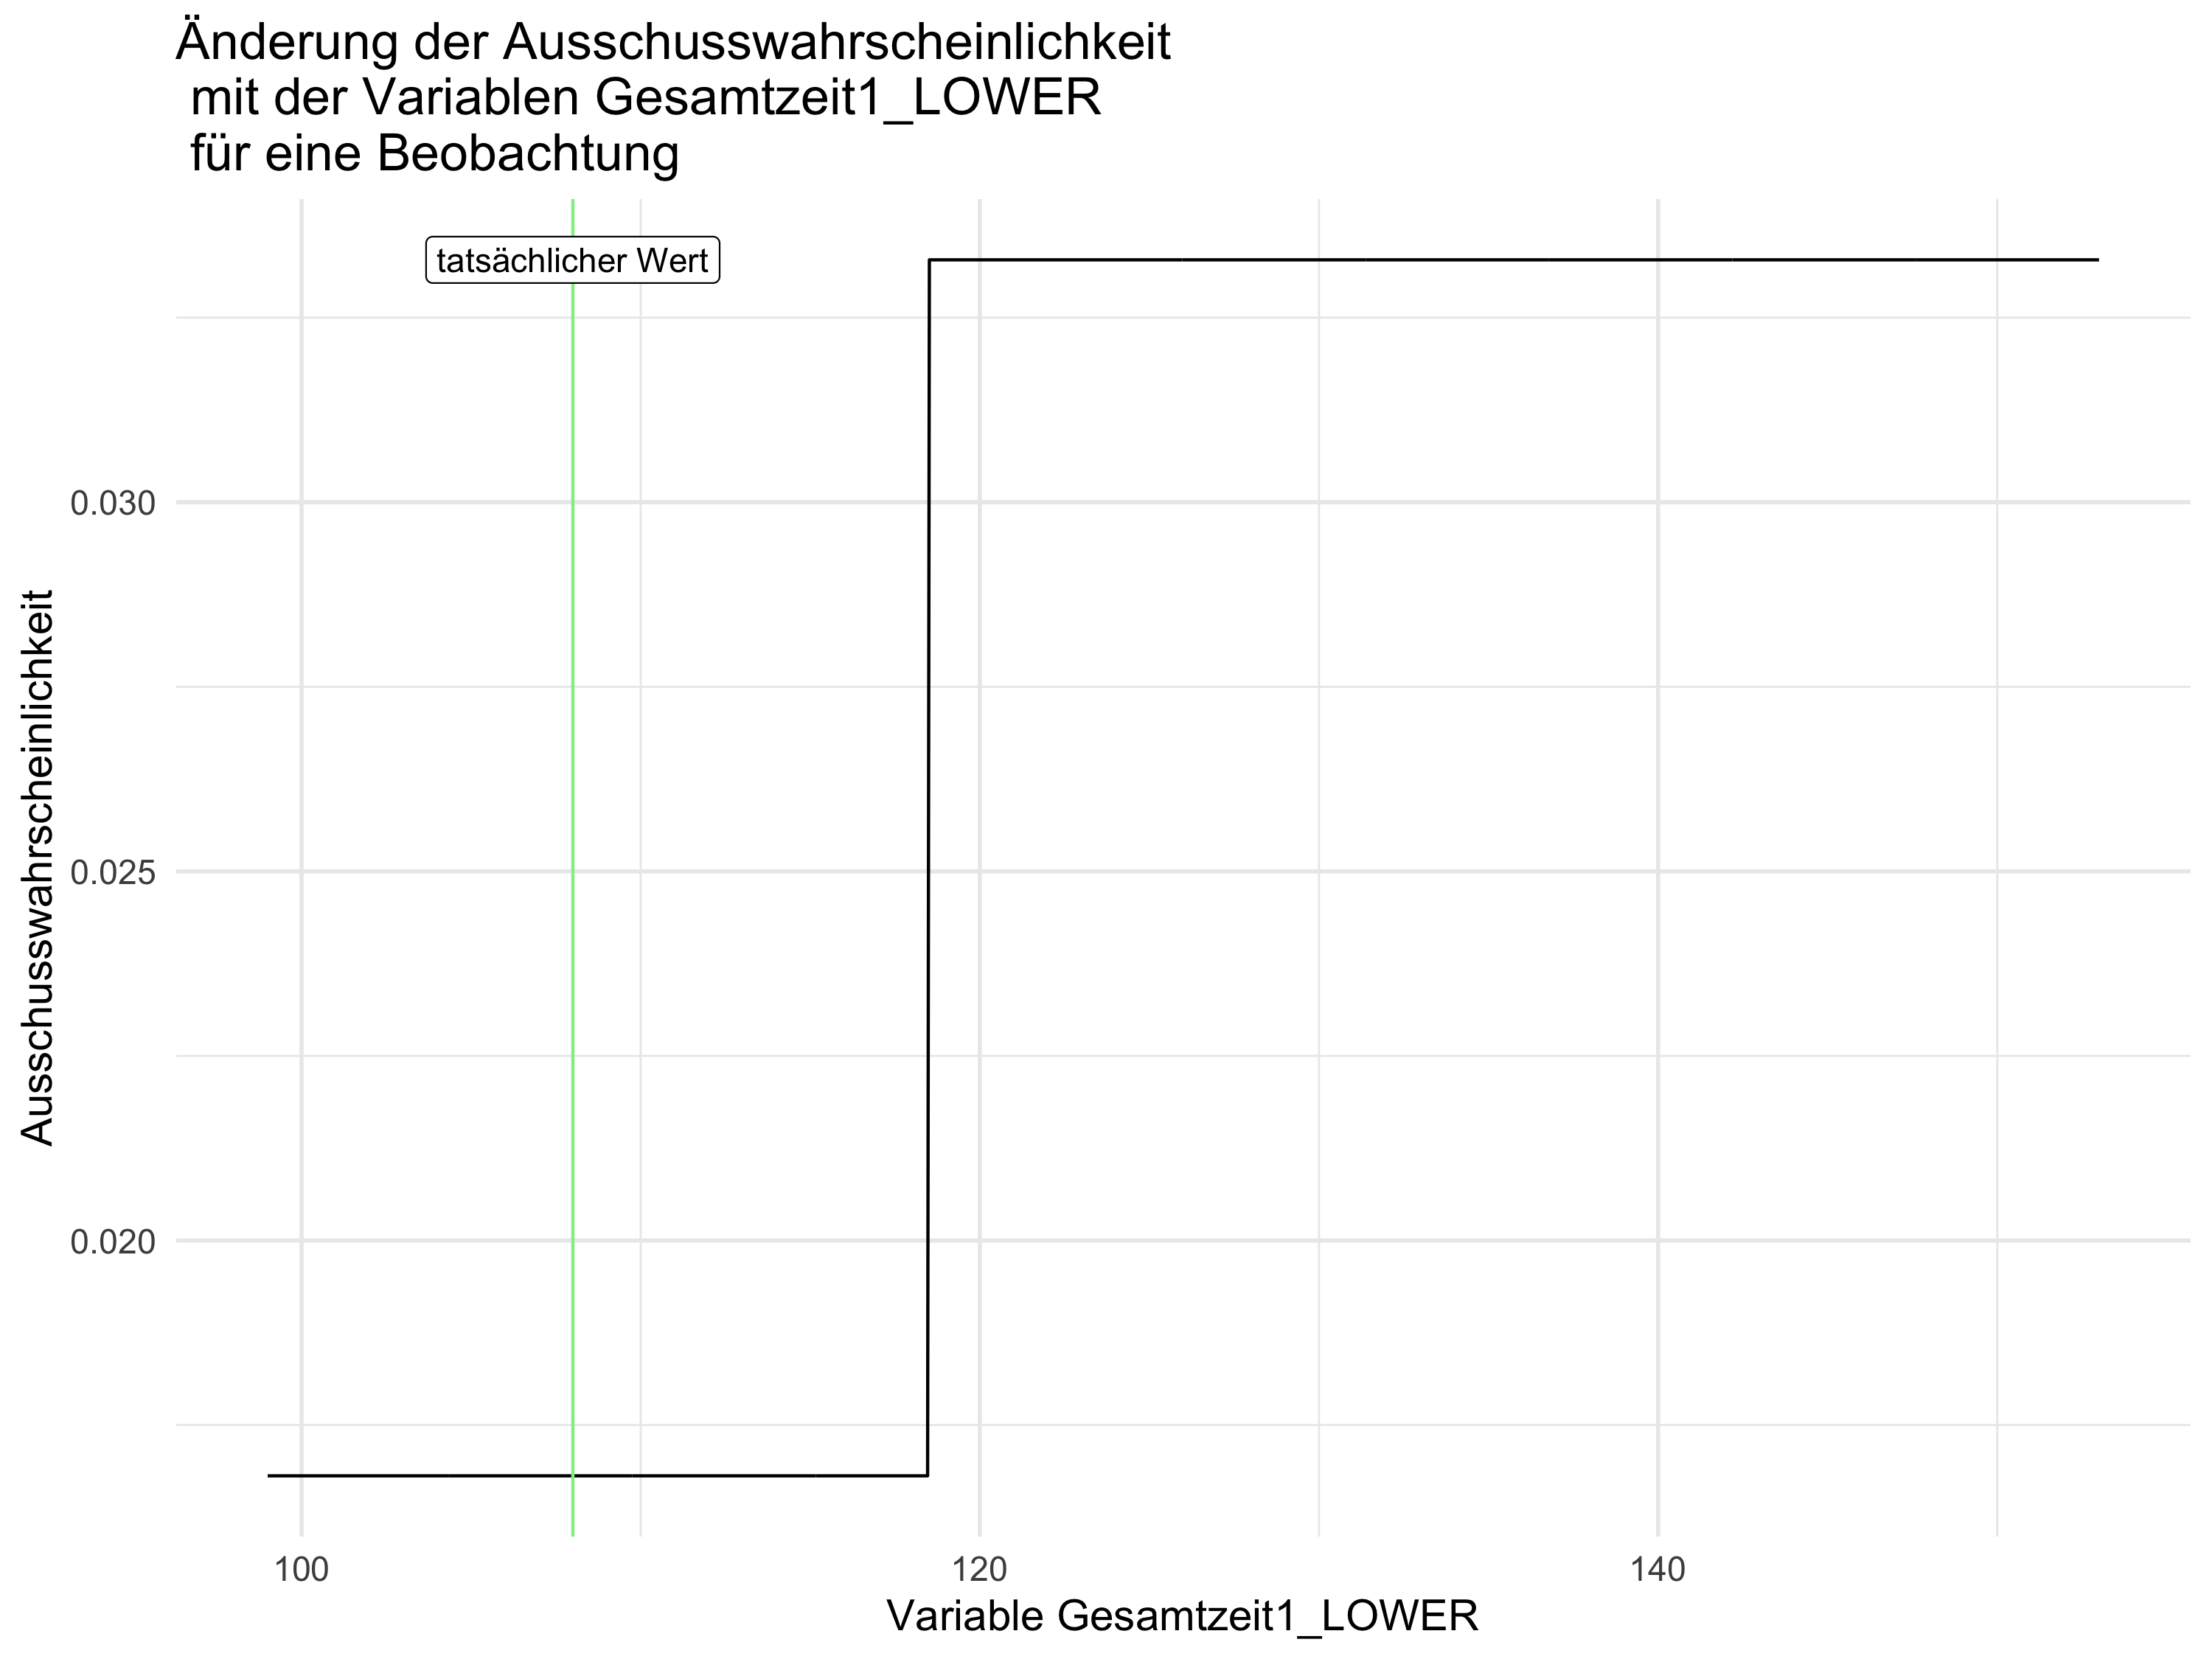 Änderung der Ausschusswahrscheinlichkeit
mit der Variablen Gesamtzeit1_LOWER
für eine Beobachtung
tatsächlicher Wert
0.030
0.025
0.020
Ausschusswahrscheinlichkeit
100
120
140
Variable Gesamtzeit1_LOWER